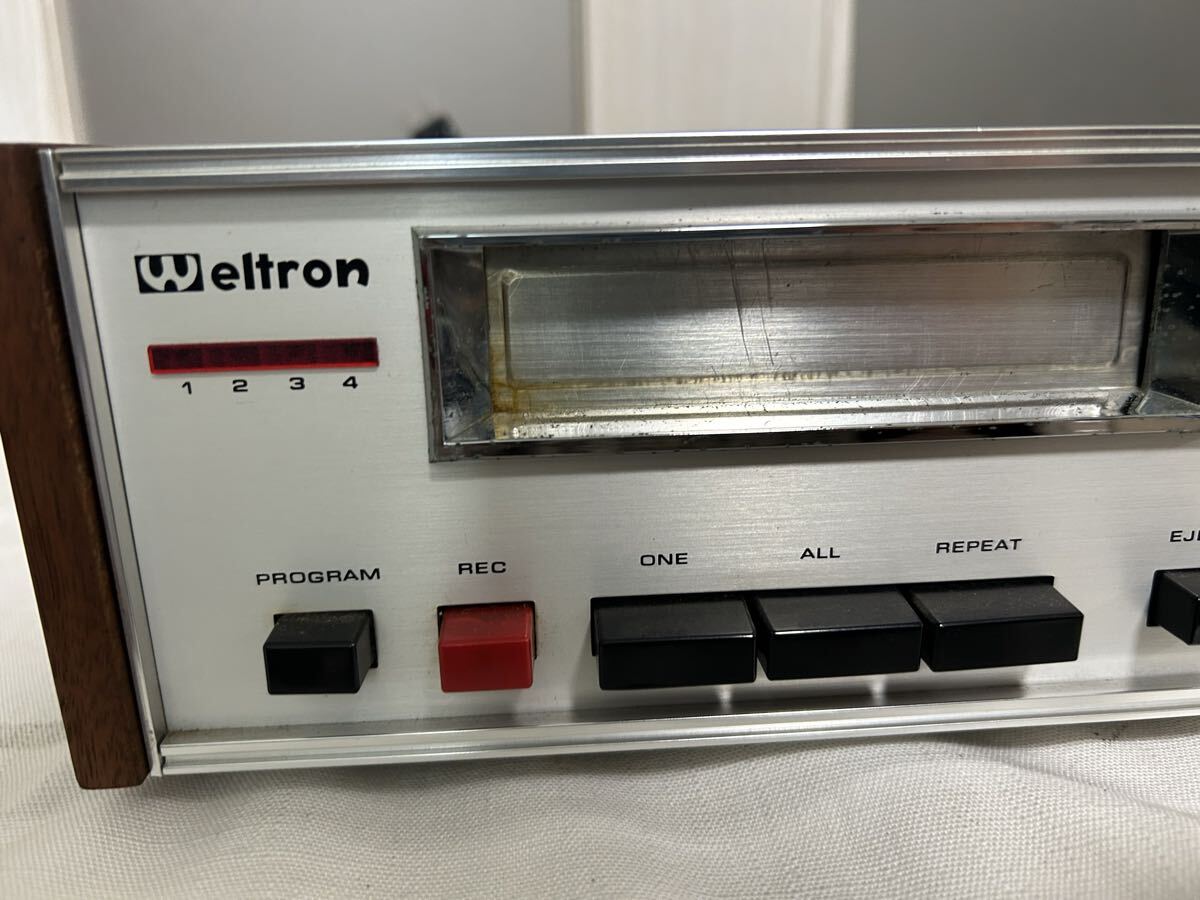 Weltron
1 2 3 4
PROGRAM REC ONE ALL REPEAT